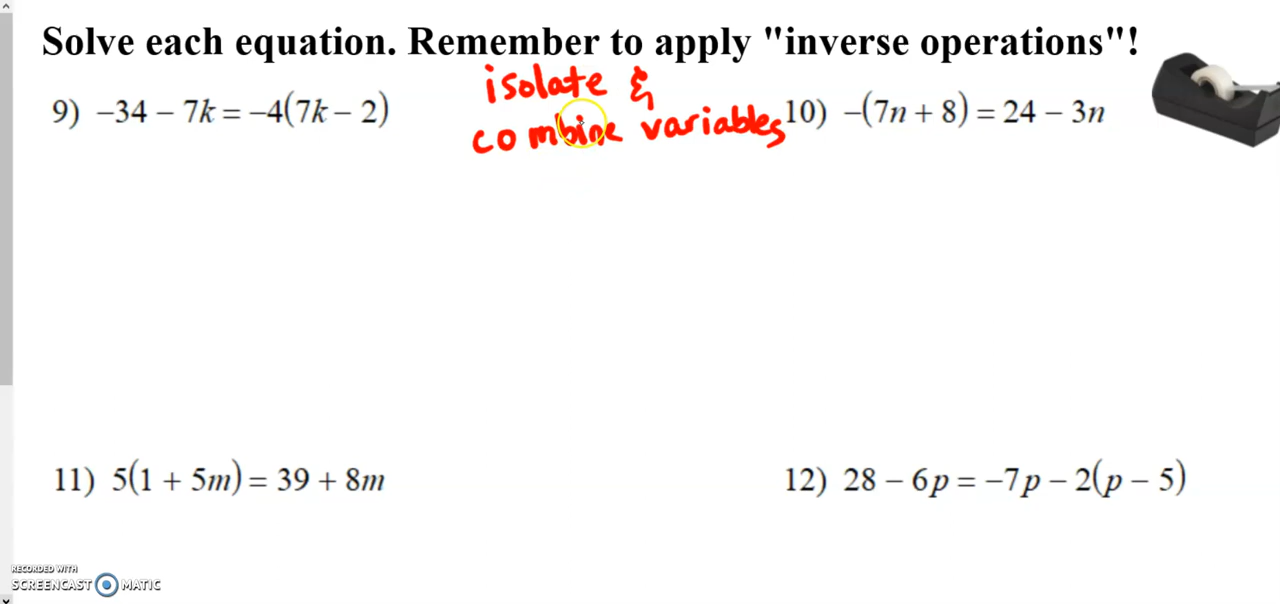 Solve each equation. Remember to apply "inverse operations"!
isolate &
combine variables
9) −34 − 7k = −4(7k − 2)
10) −(7n + 8) = 24 − 3n
11) 5(1 + 5m) = 39 + 8m
12) 28 − 6p = −7p − 2(p − 5)
RECORDED WITH
SCREENCAST MATIC